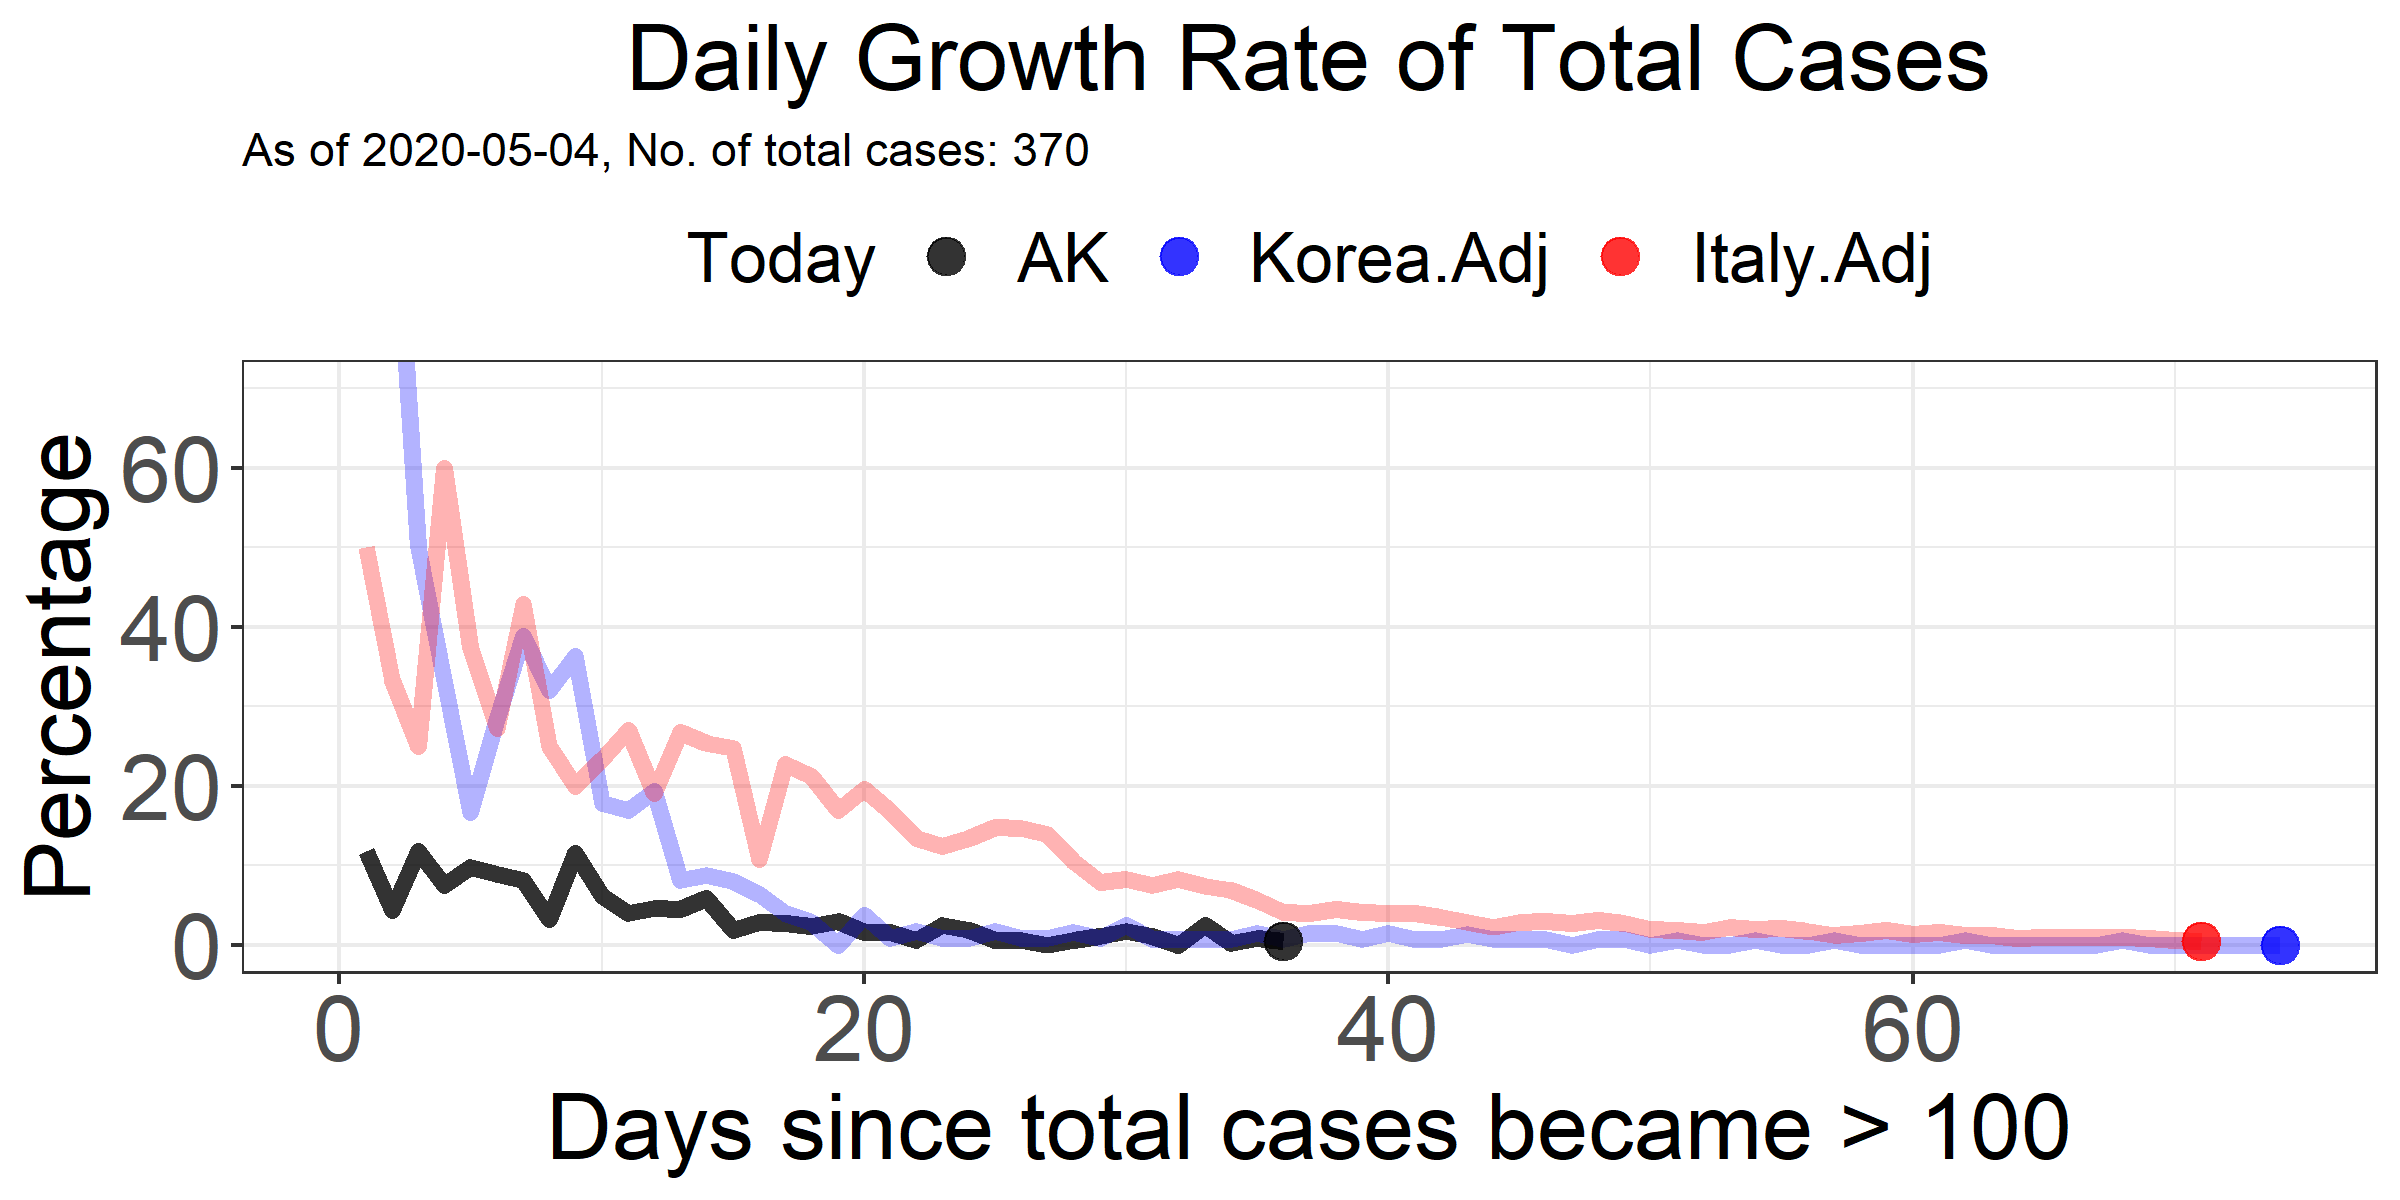 Daily Growth Rate of Total Cases
As of 2020-05-04, No. of total cases: 370
Today AK Korea.Adj Italy.Adj
Percentage
60
40
20
0
0 20 40 60
Days since total cases became > 100